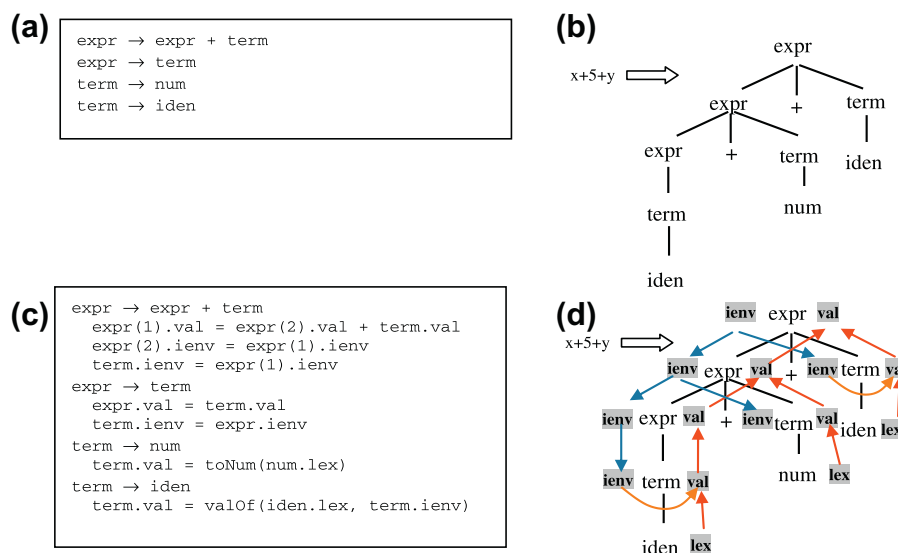 (a)
expr → expr + term
expr → term
term → num
term → iden
(b)
x+5+y
expr
expr + term
expr + term iden
term num
iden
(c)
expr → expr + term
expr(1).val = expr(2).val + term.val
expr(2).ienv = expr(1).ienv
term.ienv = expr(1).ienv
expr → term
expr.val = term.val
term.ienv = expr.ienv
term → num
term.val = toNum(num.lex)
term → iden
term.val = valOf(iden.lex, term.ienv)
(d)
x+5+y
ienv expr val
ienv expr val + ienv term val
ienv expr val + ienv term val iden lex
ienv term val num lex
iden lex